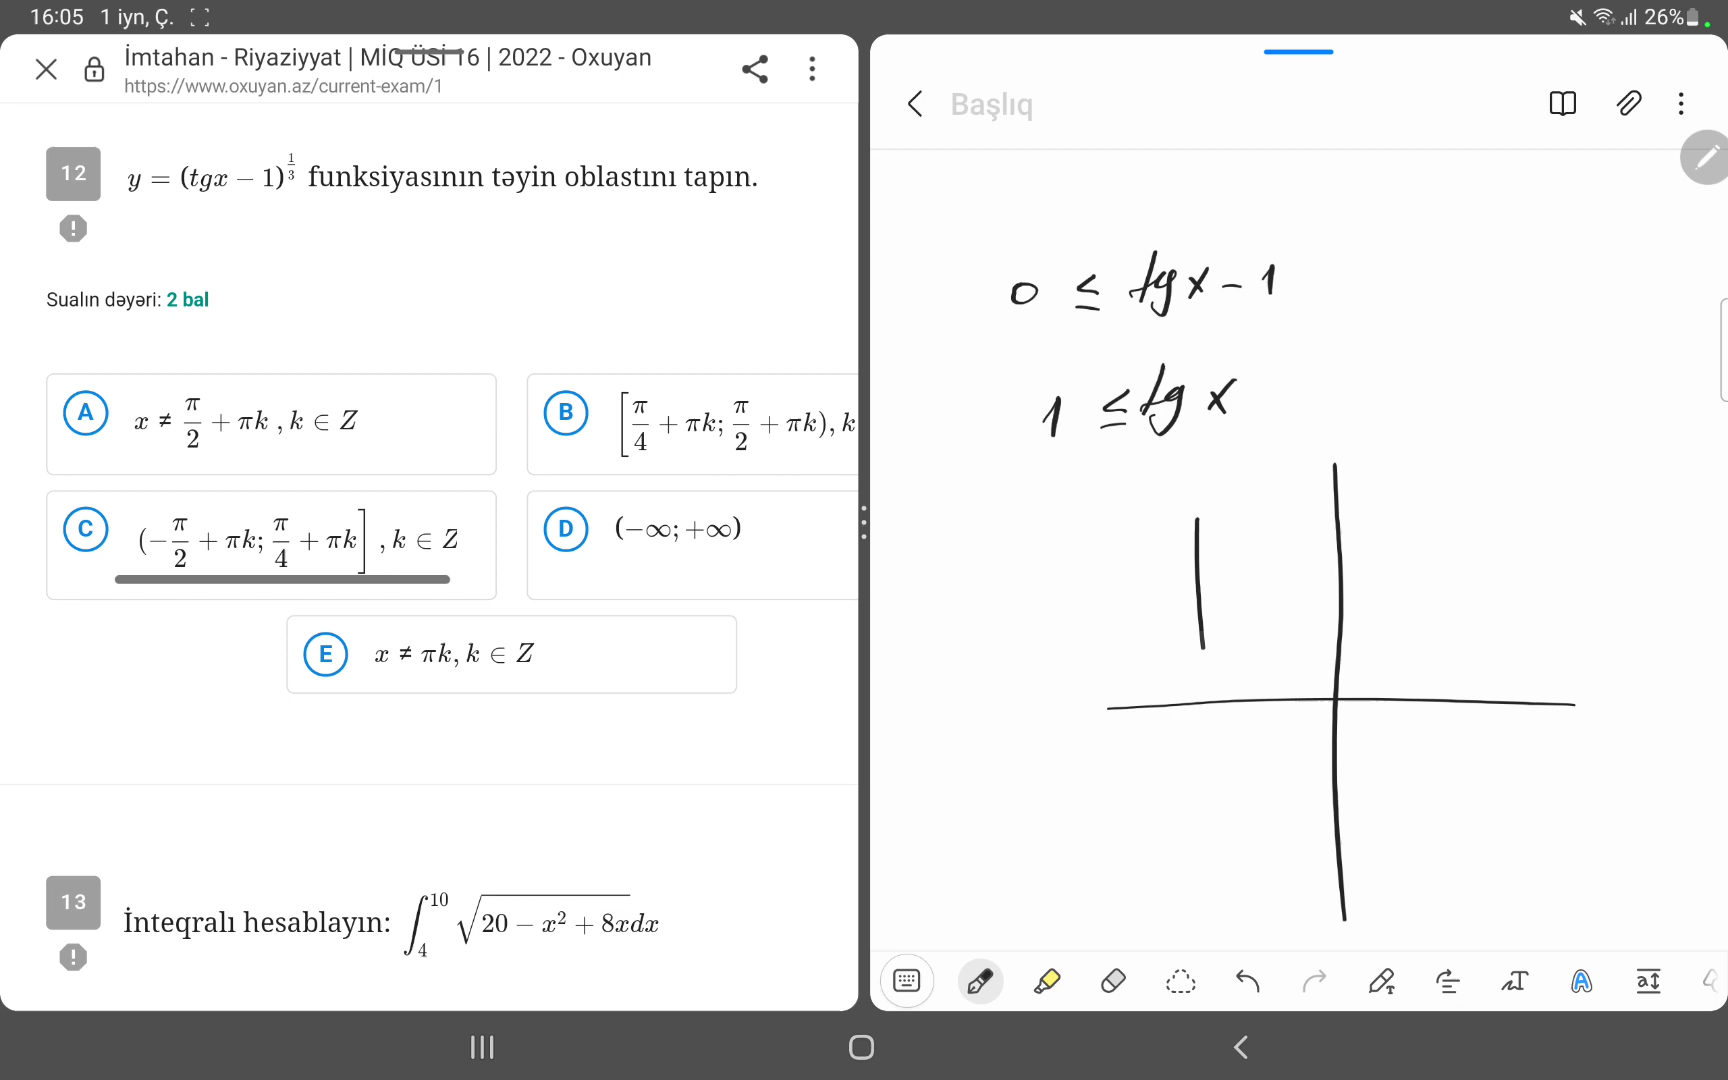 16:05 1 iyn, Ç. 26%
İmtahan - Riyaziyyat | MİQ ÜSİ 16 | 2022 - Oxuyan
https://www.oxuyan.az/current-exam/1
Başlıq
12 y = (tgx − 1)^{1/3} funksiyasının təyin oblastını tapın.
Sualın dəyəri: 2 bal
A x ≠ π/2 + πk , k ∈ Z
B [π/4 + πk; π/2 + πk), k
C (−π/2 + πk; π/4 + πk] , k ∈ Z
D (−∞; +∞)
E x ≠ πk, k ∈ Z
13 İnteqralı hesablayın: ∫_4^{10} √(20 − x² + 8x)dx
0 ≤ tg x − 1
1 ≤ tg x